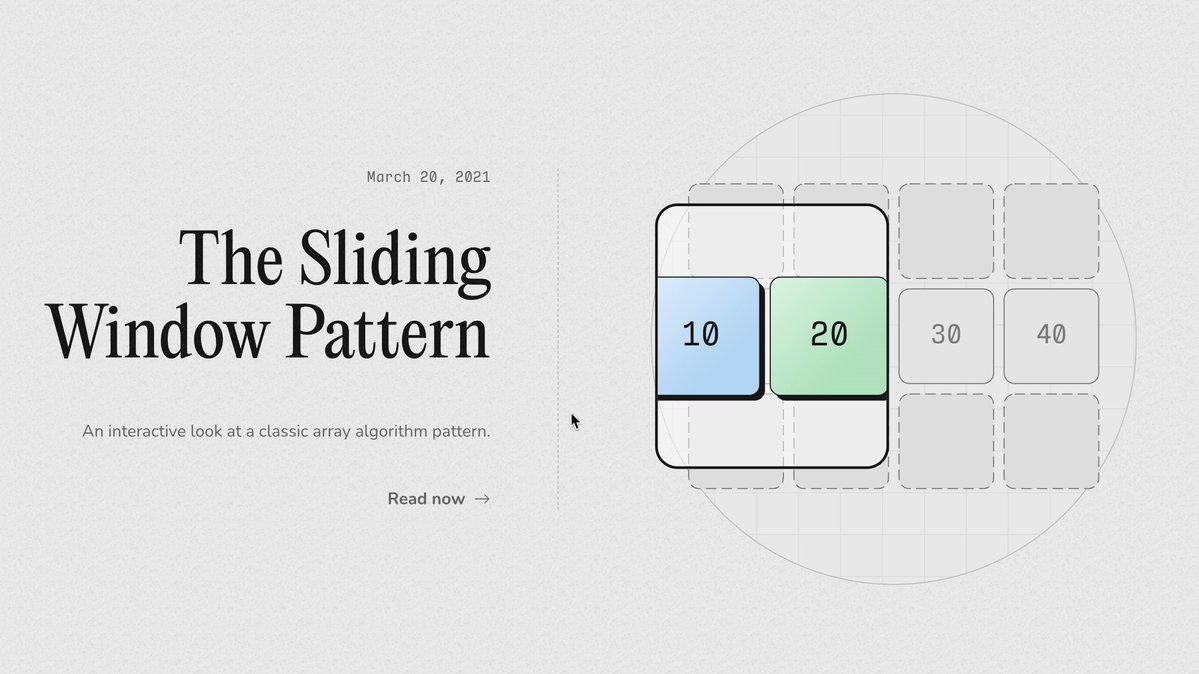 March 20, 2021
The Sliding
Window Pattern
An interactive look at a classic array algorithm pattern.
Read now →
10 20 30 40